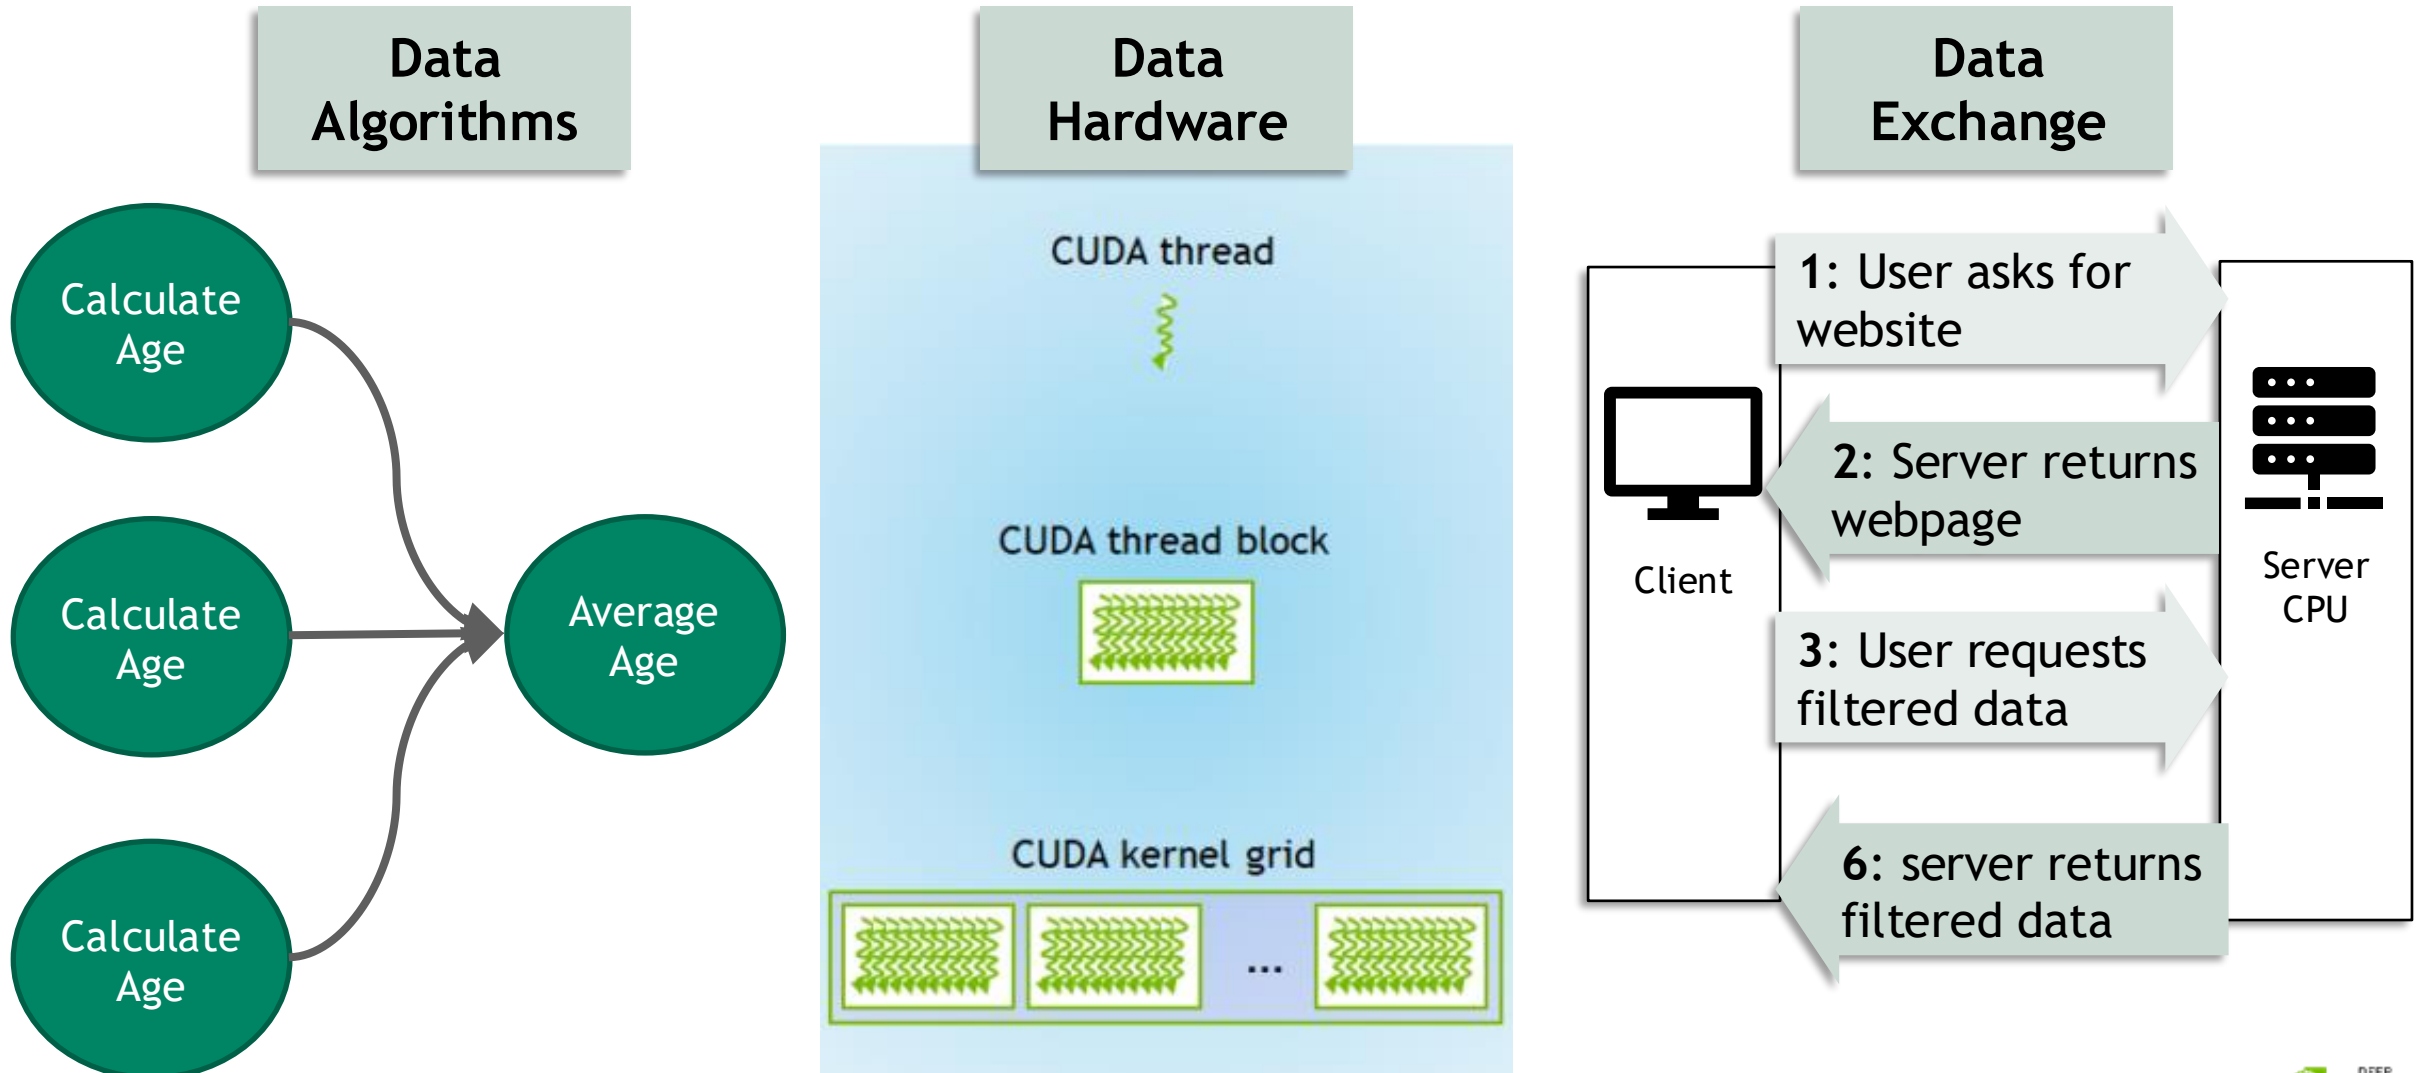 Data
Algorithms
Calculate
Age
Calculate
Age
Calculate
Age
Average
Age
Data
Hardware
CUDA thread
CUDA thread block
CUDA kernel grid
...
Data
Exchange
1: User asks for
website
2: Server returns
webpage
3: User requests
filtered data
6: server returns
filtered data
Client
Server
CPU